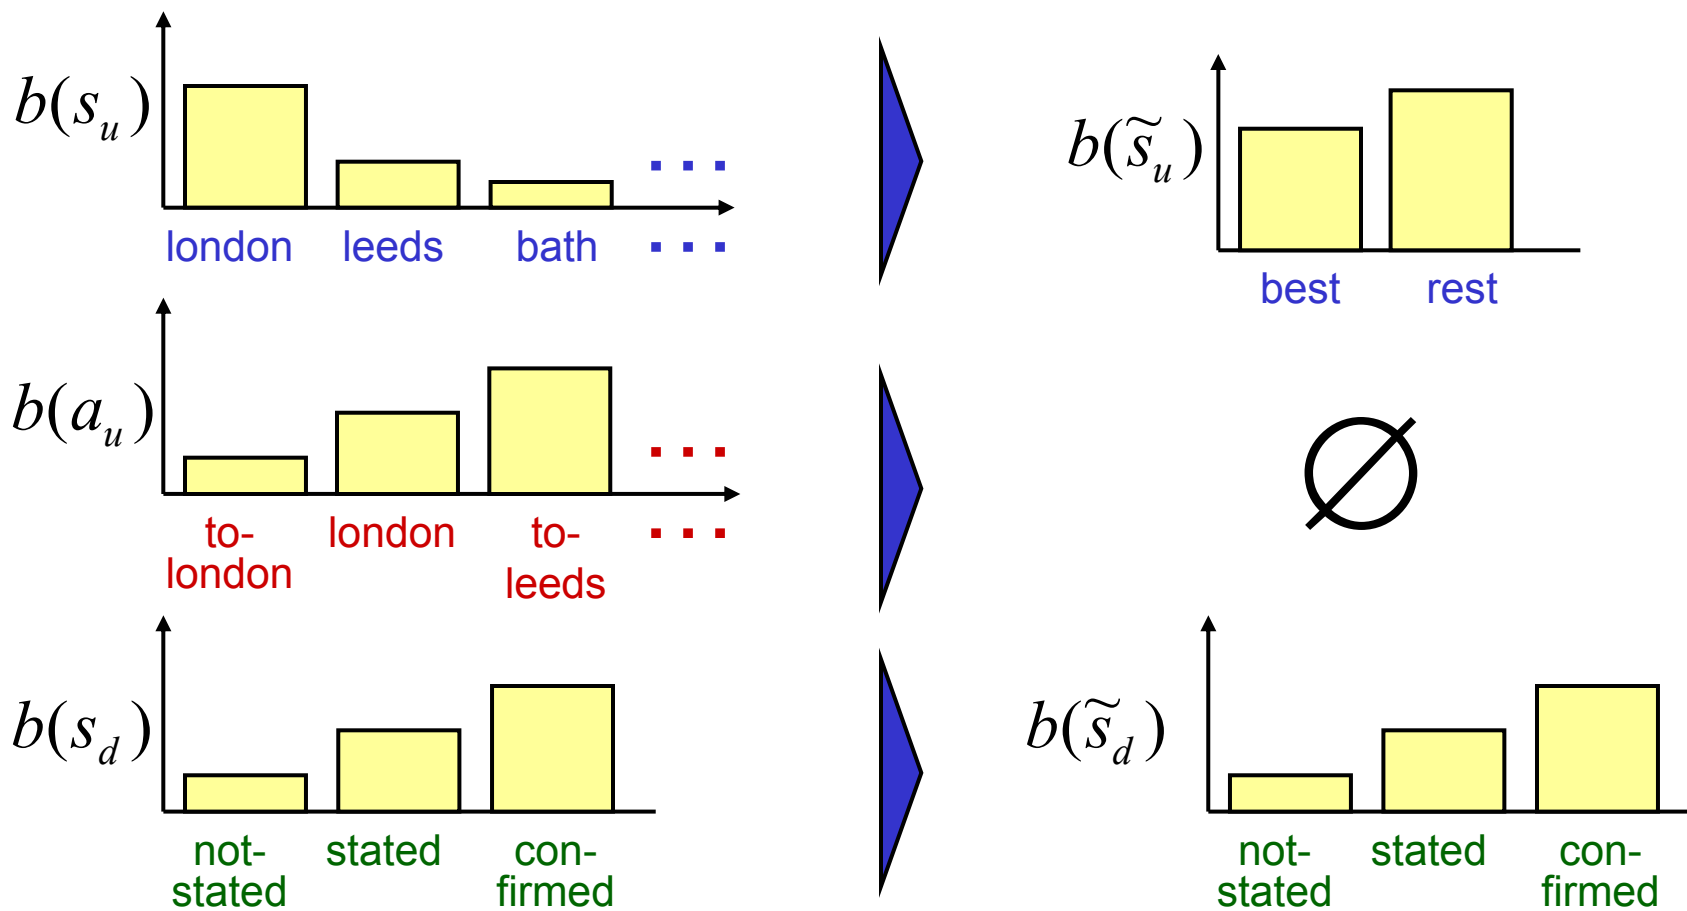 b(s_u)
london leeds bath ...
...
b(s̃_u)
best rest
b(a_u)
to-london london to-leeds ...
...
∅
b(s_d)
not-stated stated con-firmed
b(s̃_d)
not-stated stated con-firmed